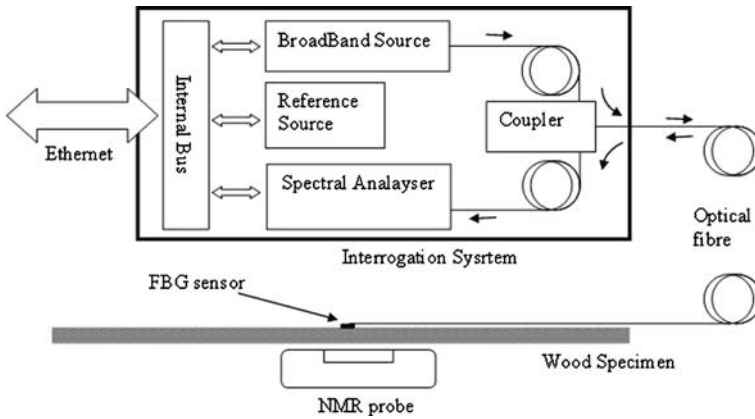 BroadBand Source
Internal Bus
Reference
Source
Coupler
Ethernet
Spectral Analayser
Optical
fibre
Interrogation Sysrtem
FBG sensor
Wood Specimen
NMR probe